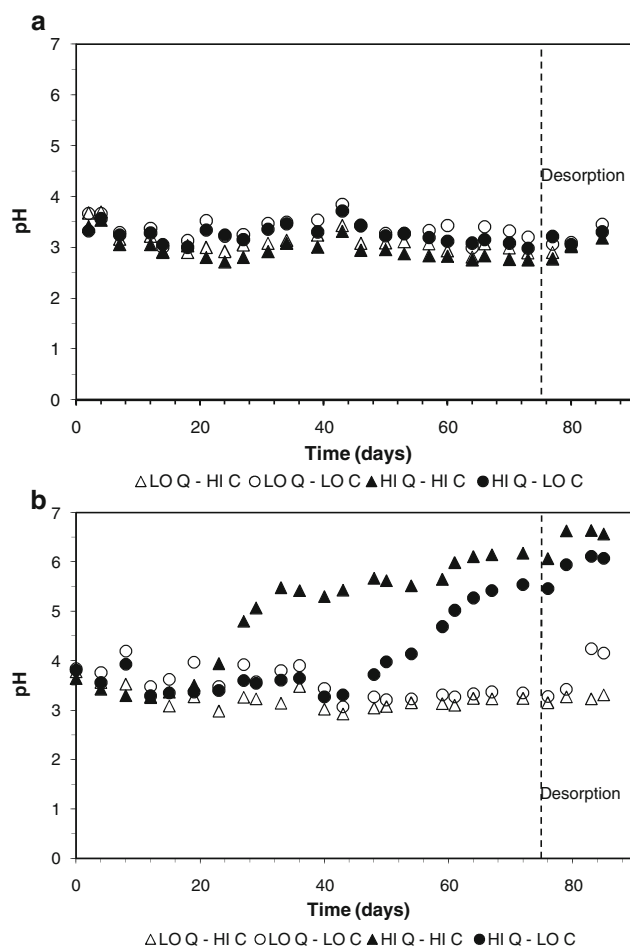 a
7
6
5
4
3
2
1
0
pH
Desorption
0 20 40 60 80
Time (days)
△LO Q - HI C ○LO Q - LO C ▲HI Q - HI C ●HI Q - LO C
b
7
6
5
4
3
2
1
0
pH
Desorption
0 20 40 60 80
Time (days)
△LO Q - HI C ○LO Q - LO C ▲HI Q - HI C ●HI Q - LO C